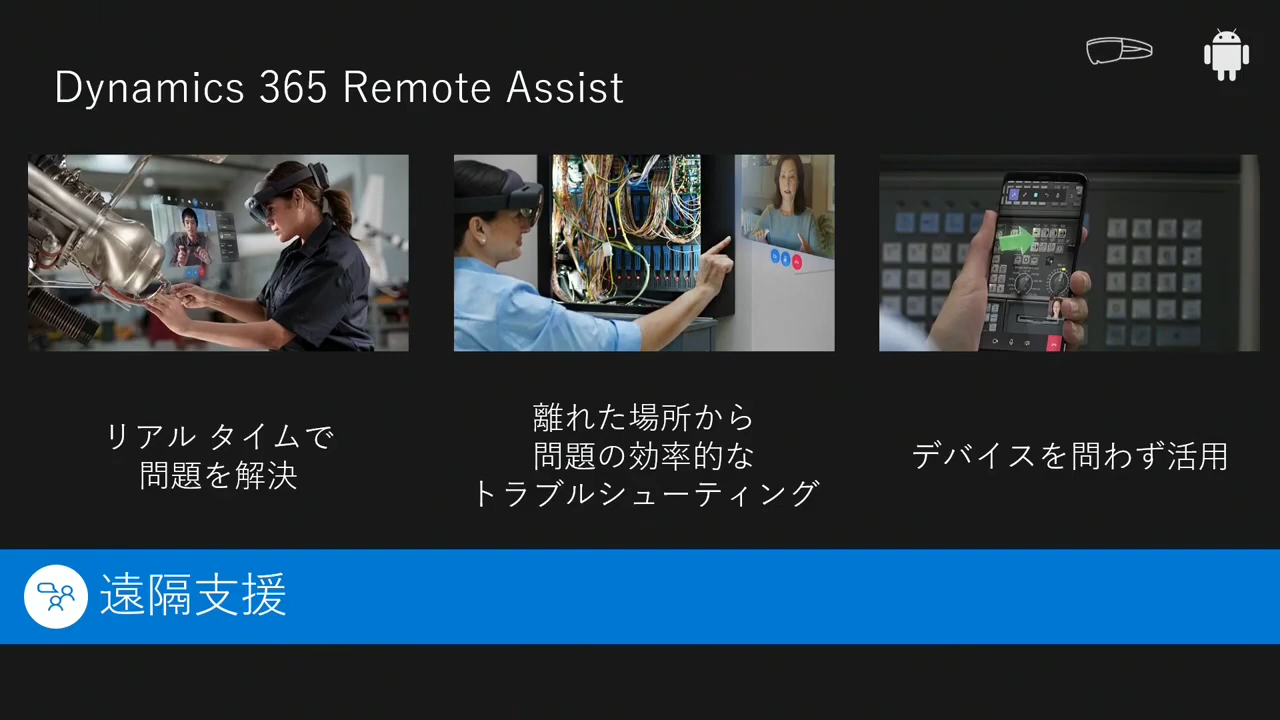 Dynamics 365 Remote Assist
リアル タイムで
問題を解決
離れた場所から
問題の効率的な
トラブルシューティング
デバイスを問わず活用
遠隔支援